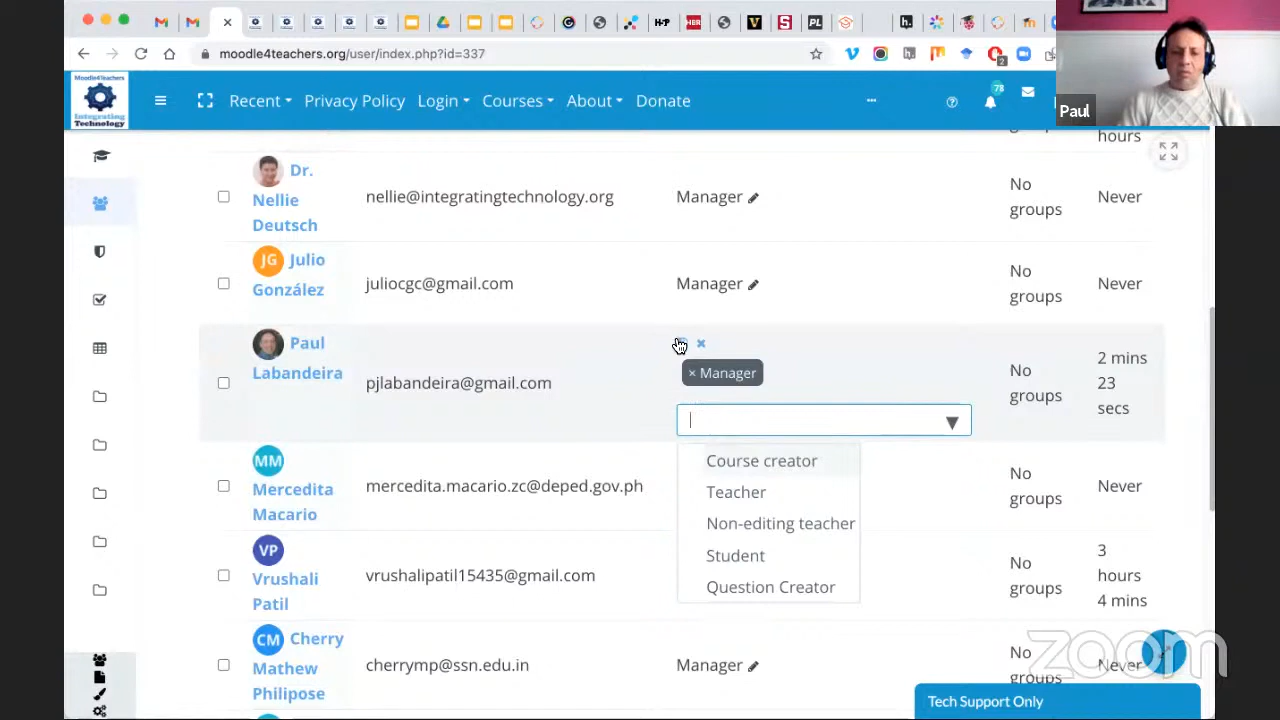 moodle4teachers.org/user/index.php?id=337
Moodle4Teachers
Integrating
Technology
Recent
Privacy Policy
Login
Courses
About
Donate
78
2
Paul
hours
Dr.
Nellie
Deutsch
nellie@integratingtechnology.org
Manager
No
groups
Never
JG
Julio
González
juliocgc@gmail.com
Manager
No
groups
Never
Paul
Labandeira
pjlabandeira@gmail.com
× Manager
No
groups
2 mins
23
secs
Course creator
Teacher
Non-editing teacher
Student
Question Creator
MM
Mercedita
Macario
mercedita.macario.zc@deped.gov.ph
No
groups
Never
VP
Vrushali
Patil
vrushalipatil15435@gmail.com
No
groups
3
hours
4 mins
CM
Cherry
Mathew
Philipose
cherrymp@ssn.edu.in
Manager
No
groups
Never
zoom
Tech Support Only